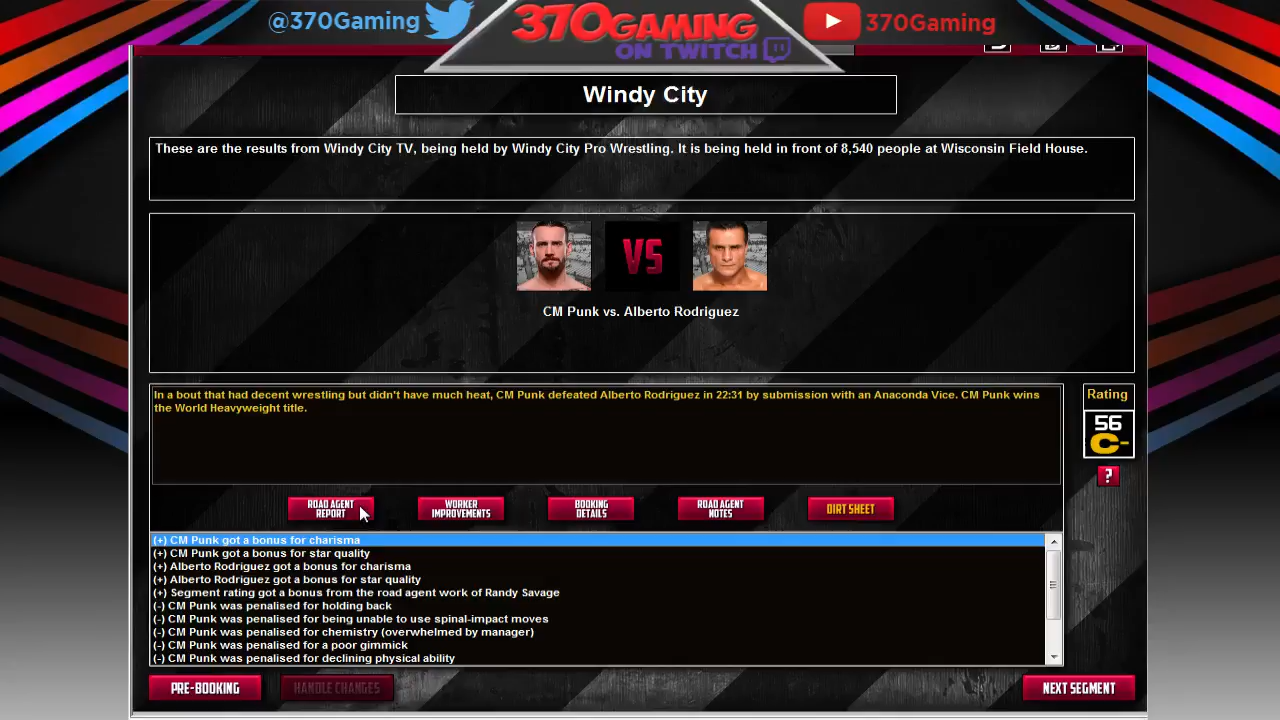 @370Gaming
370GAMING
ON TWITCH
370GAMING
Windy City
These are the results from Windy City TV, being held by Windy City Pro Wrestling. It is being held in front of 8,540 people at Wisconsin Field House.
VS
CM Punk vs. Alberto Rodriguez
In a bout that had decent wrestling but didn't have much heat, CM Punk defeated Alberto Rodriguez in 22:31 by submission with an Anaconda Vice. CM Punk wins
the World Heavyweight title.
Rating
56
C-
?
ROAD AGENT
REPORT
WORKER
IMPROVEMENTS
BOOKING
DETAILS
ROAD AGENT
NOTES
DIRT SHEET
(+) CM Punk got a bonus for charisma
(+) CM Punk got a bonus for star quality
(+) Alberto Rodriguez got a bonus for charisma
(+) Alberto Rodriguez got a bonus for star quality
(+) Segment rating got a bonus from the road agent work of Randy Savage
(-) CM Punk was penalised for holding back
(-) CM Punk was penalised for being unable to use spinal-impact moves
(-) CM Punk was penalised for chemistry (overwhelmed by manager)
(-) CM Punk was penalised for a poor gimmick
(-) CM Punk was penalised for declining physical ability
PRE-BOOKING
HANDLE CHANGES
NEXT SEGMENT